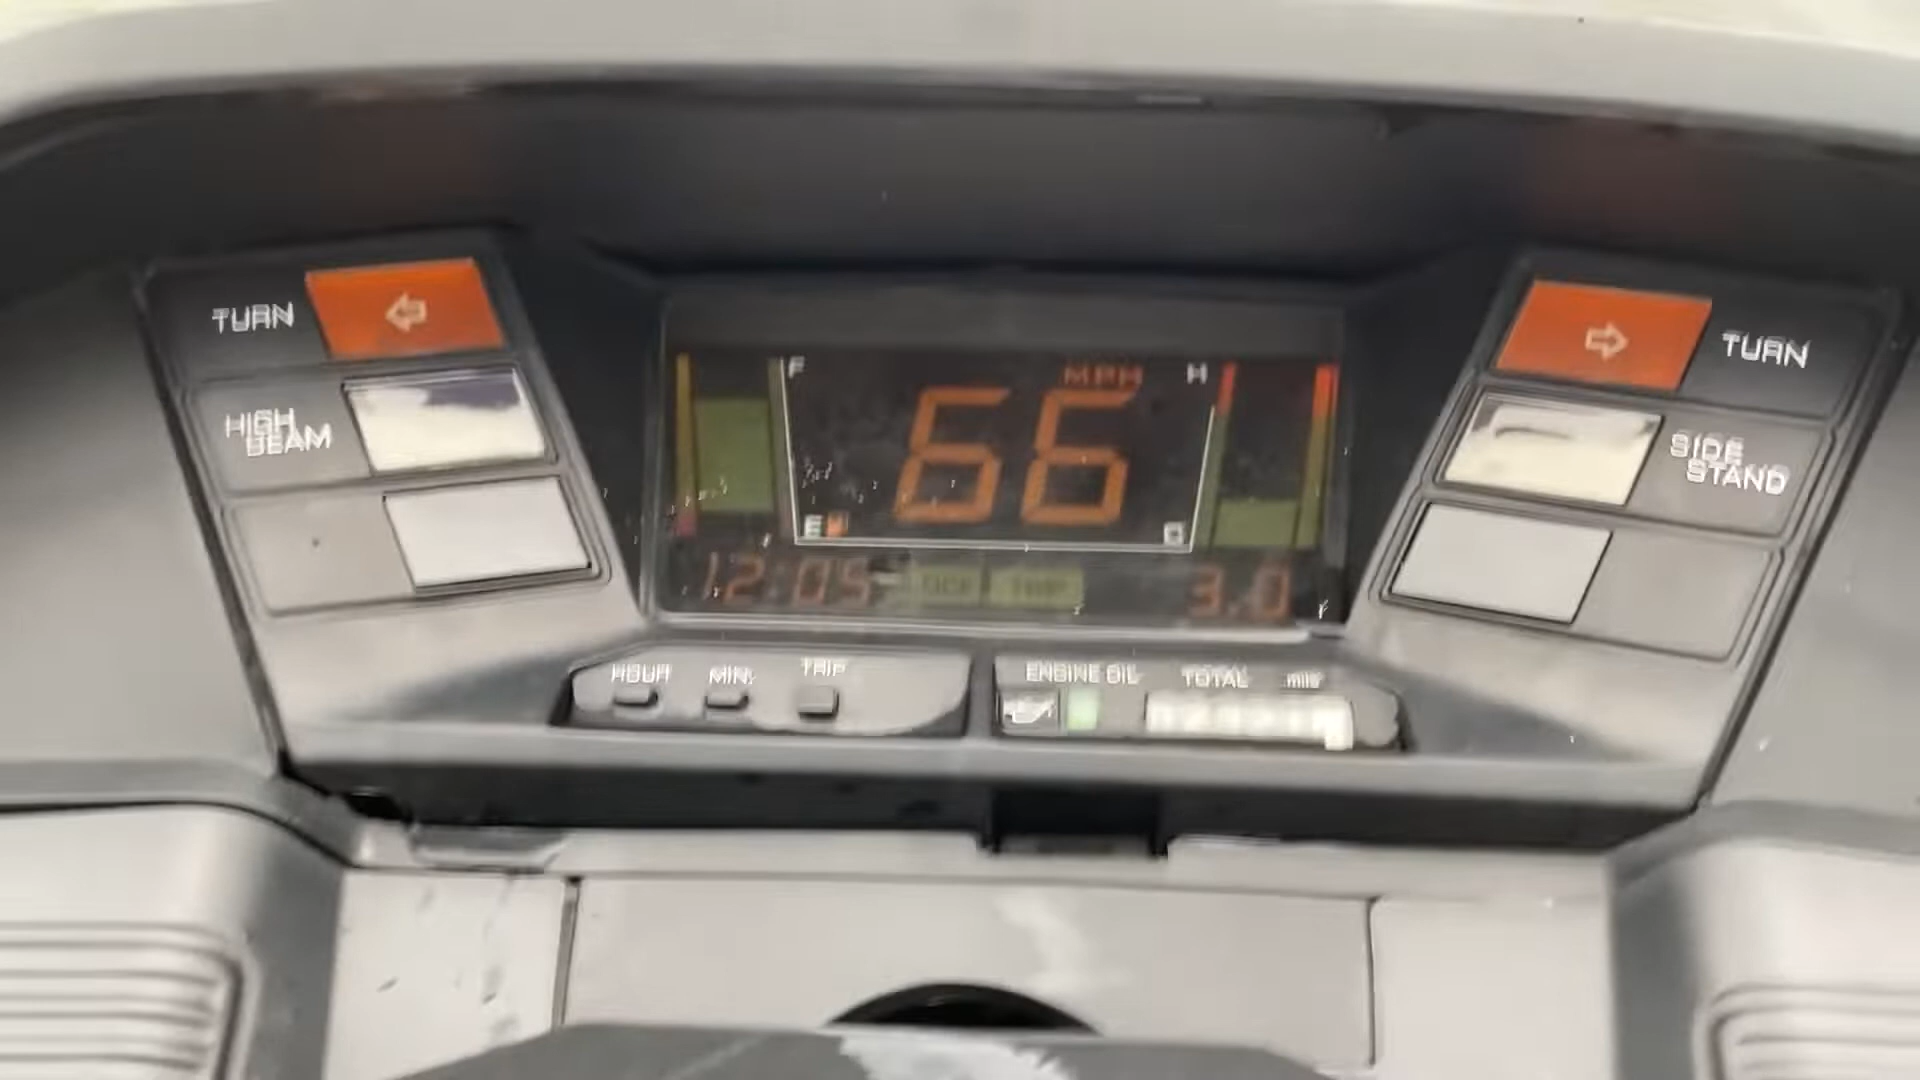 TURN
TURN
HIGH
BEAM
SIDE
STAND
F
MPH
H
66
E
C
12:05
TRIP
3.0
HOUR
MIN.
TRIP
ENGINE OIL
TOTAL
mile